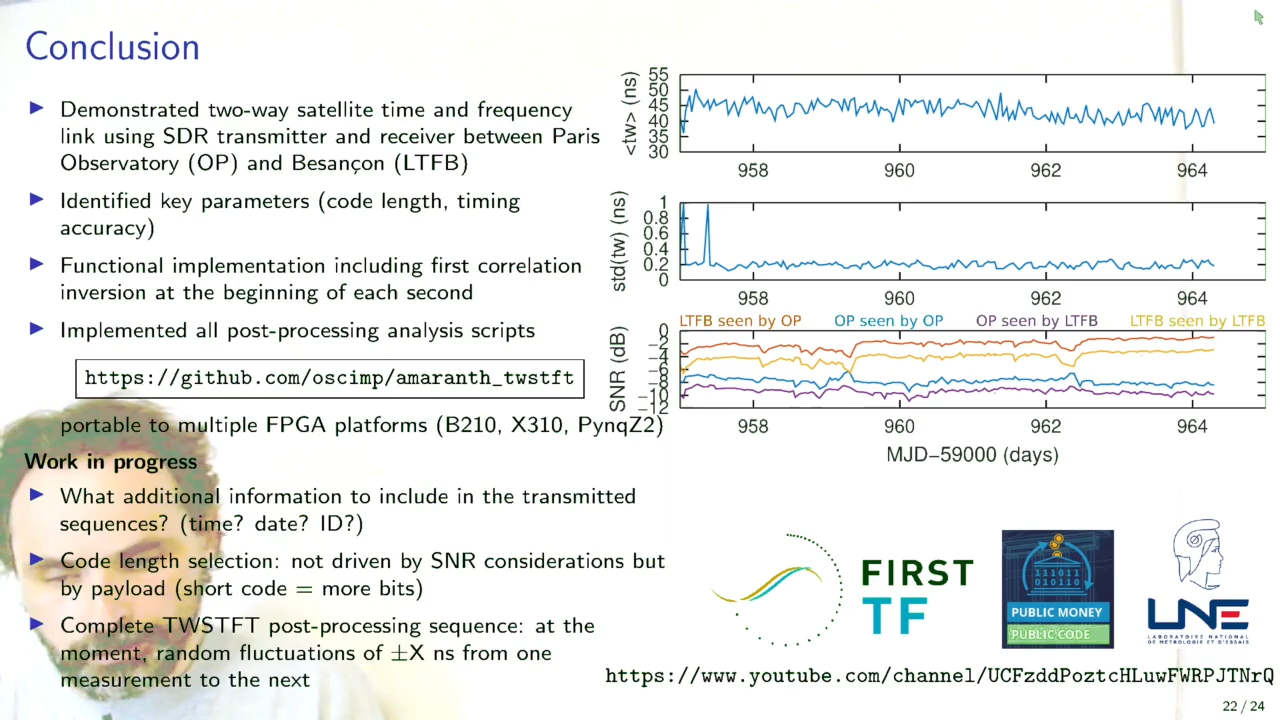 Conclusion
Demonstrated two-way satellite time and frequency
link using SDR transmitter and receiver between Paris
Observatory (OP) and Besançon (LTFB)
Identified key parameters (code length, timing
accuracy)
Functional implementation including first correlation
inversion at the beginning of each second
Implemented all post-processing analysis scripts
https://github.com/oscimp/amaranth_twstft
portable to multiple FPGA platforms (B210, X310, PynqZ2)
Work in progress
What additional information to include in the transmitted
sequences? (time? date? ID?)
Code length selection: not driven by SNR considerations but
by payload (short code = more bits)
Complete TWSTFT post-processing sequence: at the
moment, random fluctuations of ±X ns from one
measurement to the next
<tw> (ns)
55
50
45
40
35
30
958 960 962 964
std(tw) (ns)
1
0.8
0.6
0.4
0.2
0
958 960 962 964
LTFB seen by OP OP seen by OP OP seen by LTFB LTFB seen by LTFB
SNR (dB)
0
−2
−4
−6
−8
−10
−12
958 960 962 964
MJD−59000 (days)
FIRST
TF
111011
010110
PUBLIC MONEY
PUBLIC CODE
LNE
LABORATOIRE NATIONAL
DE MÉTROLOGIE ET D'ESSAIS
https://www.youtube.com/channel/UCFzddPoztcHLuwFWRPJTNrQ
22 / 24